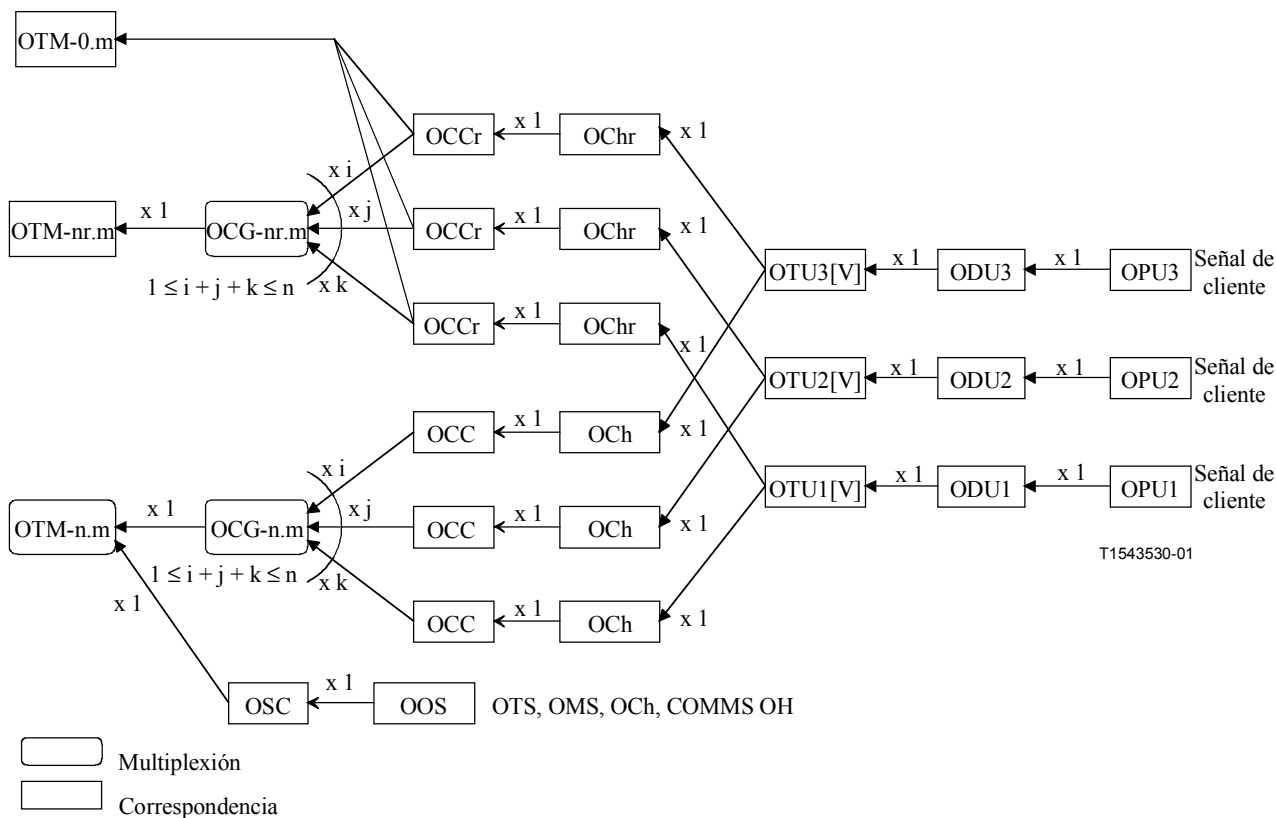 OTM-0.m
OCCr
x 1
OChr
x 1
x i
OTM-nr.m
x 1
OCG-nr.m
x j
OCCr
x 1
OChr
x 1
1 ≤ i + j + k ≤ n
x k
OCCr
x 1
OChr
x 1
OTU3[V]
x 1
ODU3
x 1
OPU3
Señal de
cliente
OTU2[V]
x 1
ODU2
x 1
OPU2
Señal de
cliente
OCC
x 1
OCh
x 1
x i
OTU1[V]
x 1
ODU1
x 1
OPU1
Señal de
cliente
OTM-n.m
x 1
OCG-n.m
x j
OCC
x 1
OCh
x 1
1 ≤ i + j + k ≤ n
x k
T1543530-01
x 1
OCC
x 1
OCh
x 1
OSC
x 1
OOS
OTS, OMS, OCh, COMMS OH
Multiplexión
Correspondencia